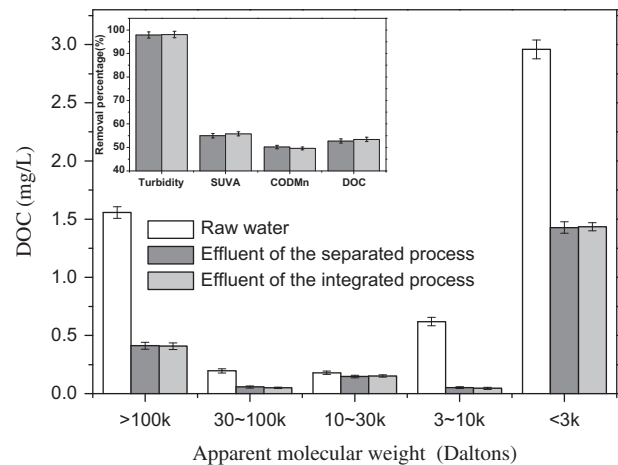 3.0
2.5
2.0
1.5
1.0
0.5
0.0
DOC (mg/L)
100
90
80
70
60
50
40
Removal percentage(%)
Turbidity SUVA CODMn DOC
Raw water
Effluent of the separated process
Effluent of the integrated process
>100k 30~100k 10~30k 3~10k <3k
Apparent molecular weight (Daltons)